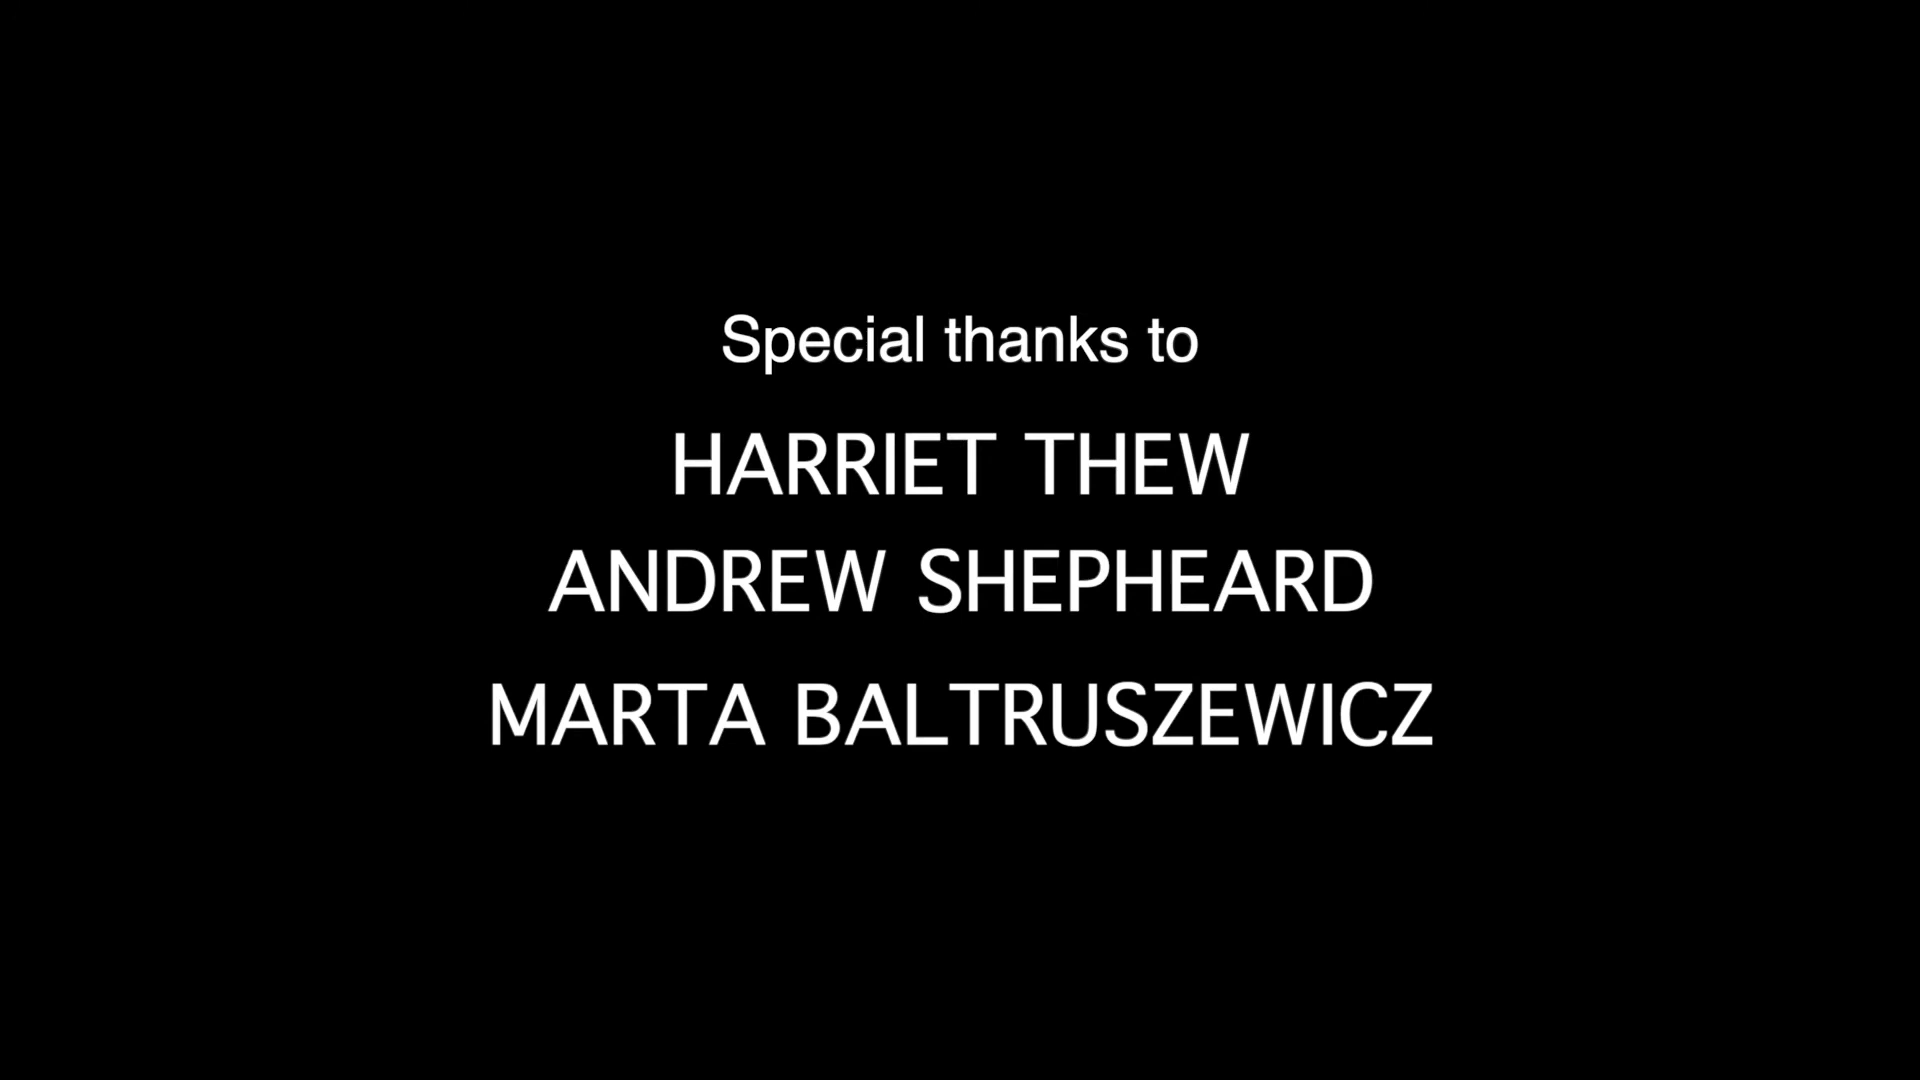 Special thanks to
HARRIET THEW
ANDREW SHEPHEARD
MARTA BALTRUSZEWICZ